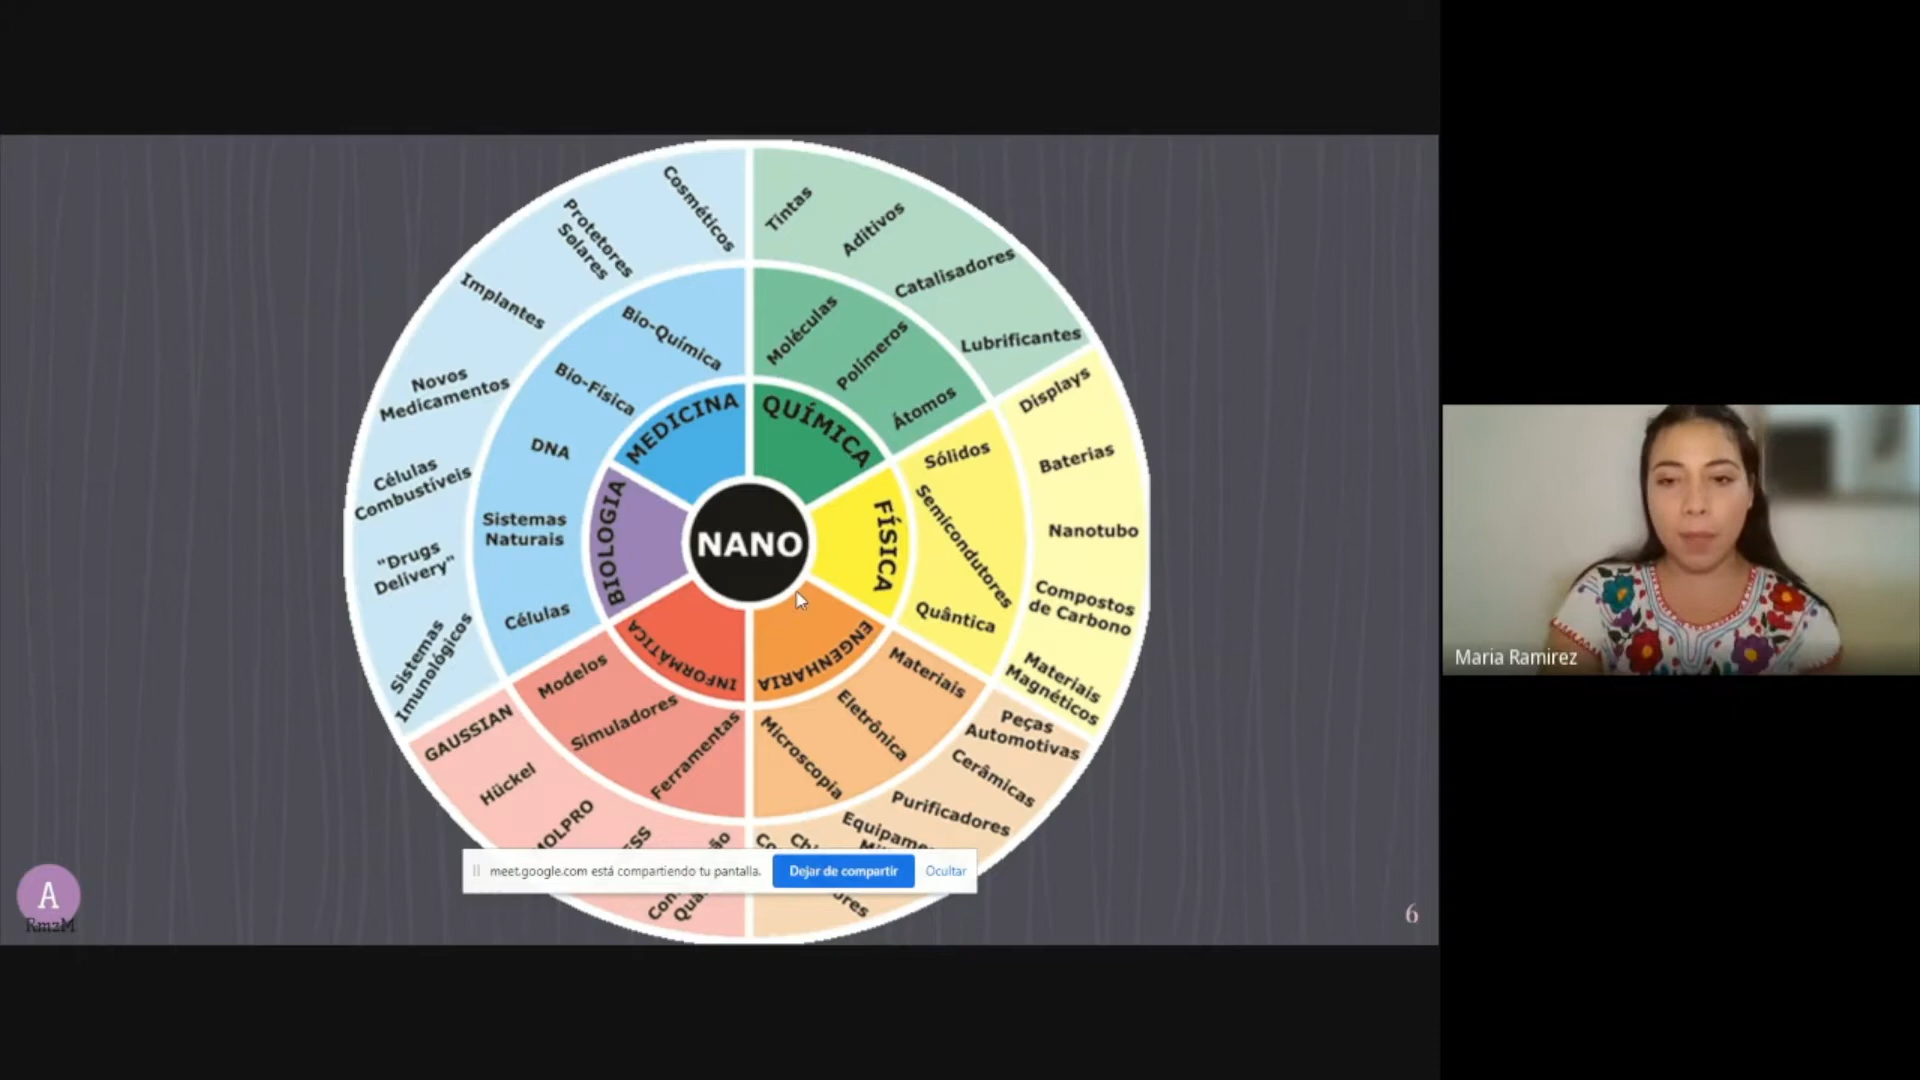 Cosméticos
Protetores
Solares
Implantes
Novos
Medicamentos
Células
Combustíveis
"Drugs
Delivery"
Sistemas
Imunológicos
Bio-Química
Bio-Física
DNA
Sistemas
Naturais
Células
MEDICINA
BIOLOGIA
NANO
QUÍMICA
Moléculas
Polímeros
Átomos
Tintas
Aditivos
Catalisadores
Lubrificantes
FÍSICA
Sólidos
Semicondutores
Quântica
Displays
Baterias
Nanotubo
Compostos
de Carbono
Materiais
Magnéticos
ENGENHARIA
Materiais
Eletrônica
Microscopia
Peças
Automotivas
Cerâmicas
Purificadores
INFORMÁTICA
Modelos
Simuladores
Ferramentas
GAUSSIAN
Hückel
MOLPRO
meet.google.com está compartiendo tu pantalla.
Dejar de compartir
Ocultar
A
RmzM
6
Maria Ramirez